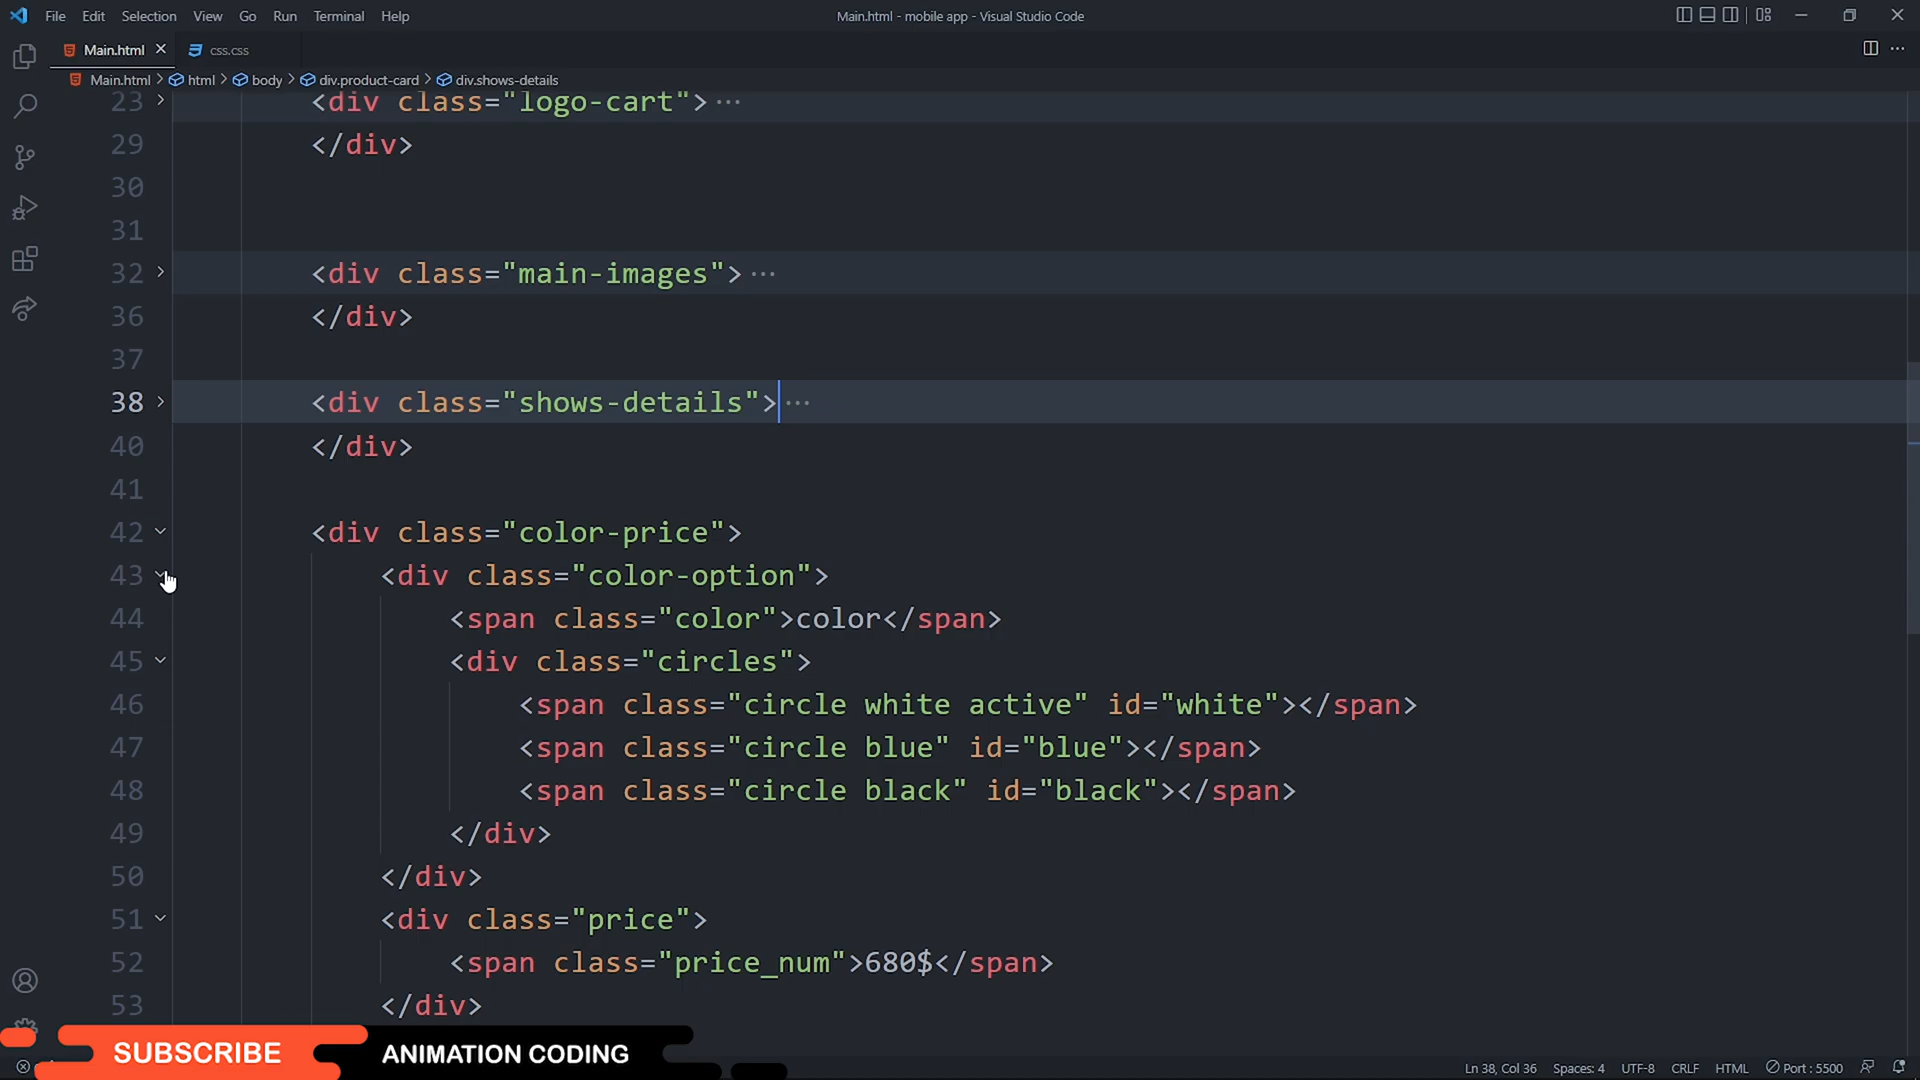 File Edit Selection View Go Run Terminal Help
Main.html - mobile app - Visual Studio Code
Main.html css.css
Main.html > html > body > div.product-card > div.shows-details
23 <div class="logo-cart"> ···
29 </div>
30
31
32 <div class="main-images"> ···
36 </div>
37
38 <div class="shows-details"> ···
40 </div>
41
42 <div class="color-price">
43 <div class="color-option">
44 <span class="color">color</span>
45 <div class="circles">
46 <span class="circle white active" id="white"></span>
47 <span class="circle blue" id="blue"></span>
48 <span class="circle black" id="black"></span>
49 </div>
50 </div>
51 <div class="price">
52 <span class="price_num">680$</span>
53 </div>
SUBSCRIBE ANIMATION CODING
Ln 38, Col 36 Spaces: 4 UTF-8 CRLF HTML Port : 5500